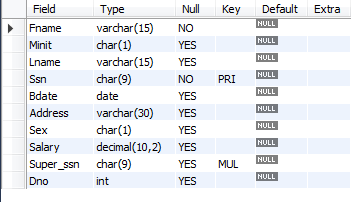 Field Type Null Key Default Extra
Fname varchar(15) NO NULL
Minit char(1) YES NULL
Lname varchar(15) YES NULL
Ssn char(9) NO PRI NULL
Bdate date YES NULL
Address varchar(30) YES NULL
Sex char(1) YES NULL
Salary decimal(10,2) YES NULL
Super_ssn char(9) YES MUL NULL
Dno int YES NULL